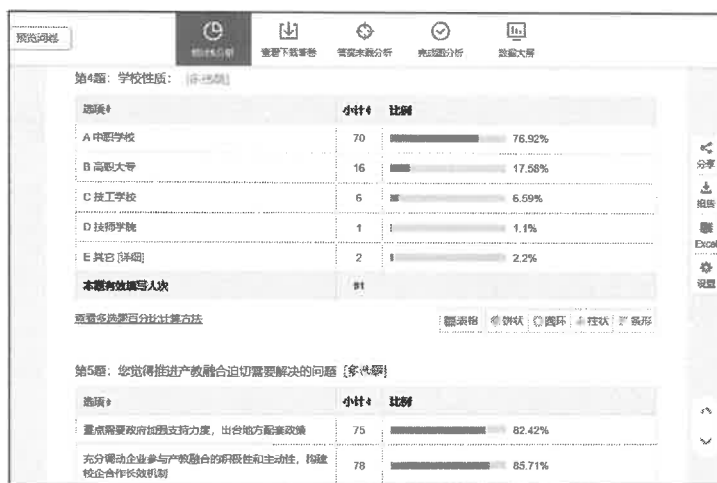 预览问卷
统计&分析
查看下载答卷
答卷来源分析
完成率分析
数据大屏
第4题：学校性质： [多选题]
选项 小计 比例
A 中职学校 70 76.92%
B 高职大专 16 17.58%
C 技工学校 6 6.59%
D 技师学院 1 1.1%
E 其它 [详细] 2 2.2%
本题有效填写人次 91
查看多选题百分比计算方法
表格 饼状 圆环 柱状 条形
第5题：您觉得推进产教融合迫切需要解决的问题 [多选题]
选项 小计 比例
重点需要政府加强支持力度，出台地方配套政策 75 82.42%
充分调动企业参与产教融合的积极性和主动性，构建
校企合作长效机制 78 85.71%
分享
报告
Excel
设置